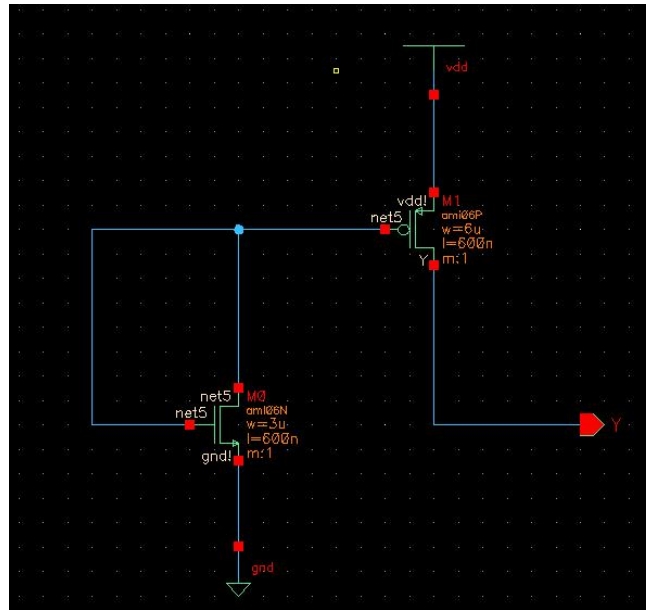 vdd
vdd!
M1
net5
ami06P
w=6u
l=600n
Y
m:1
net5
M0
net5
ami06N
w=3u
l=600n
gnd!
m:1
Y
gnd